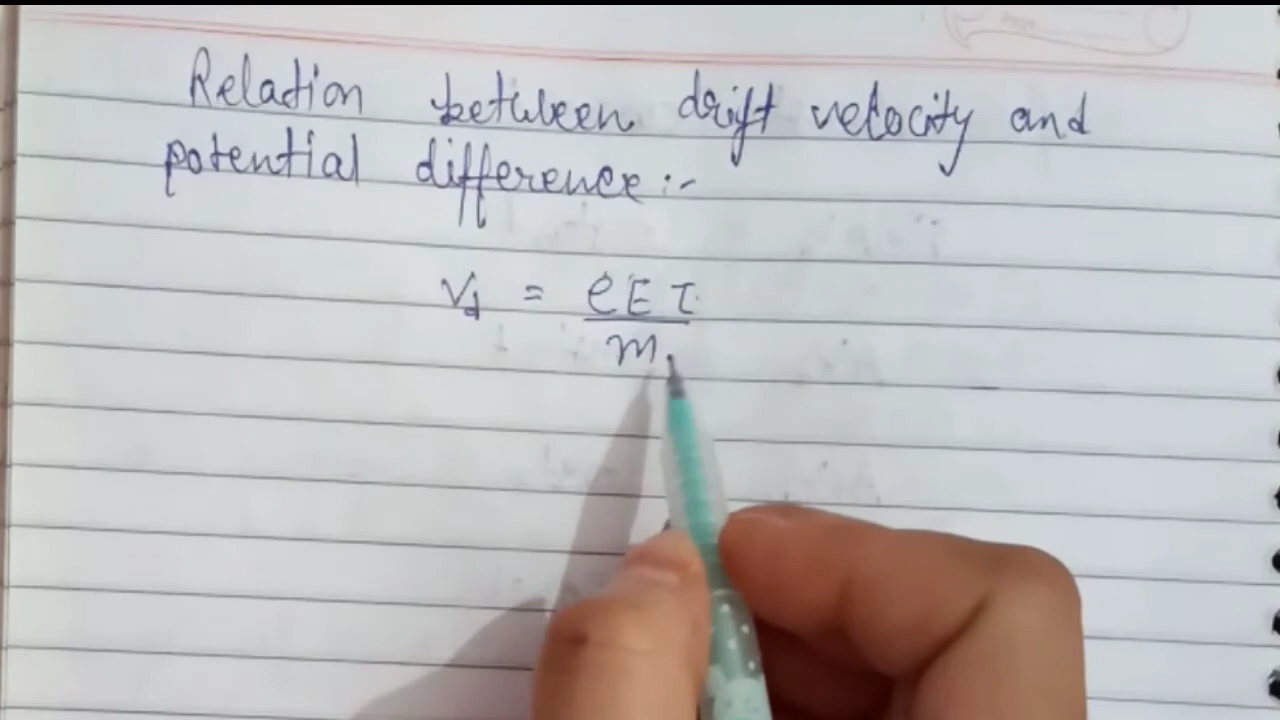 Relation between drift velocity and
potential difference :-
Vd = eEτ
m